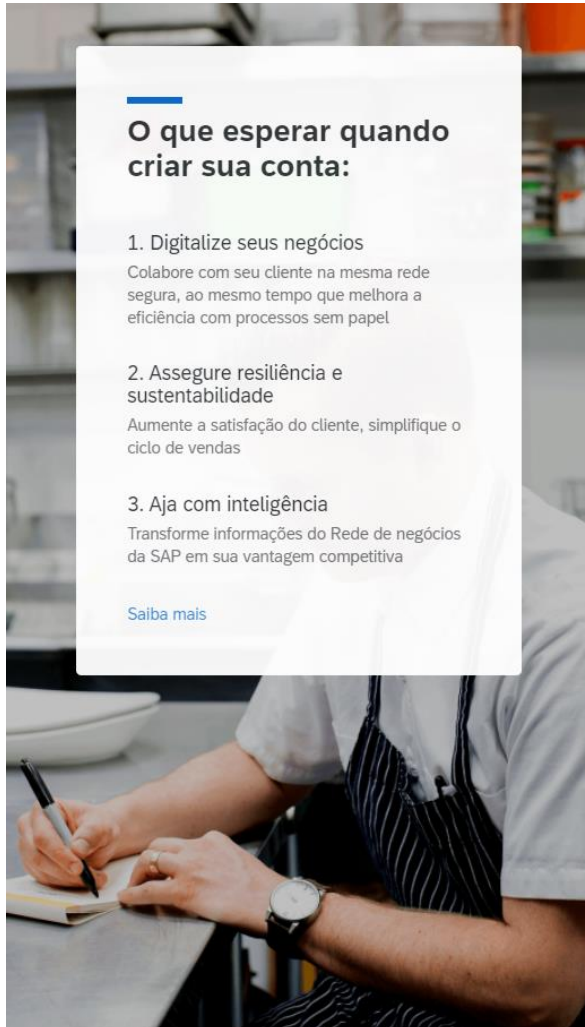 O que esperar quando
criar sua conta:
1. Digitalize seus negócios
Colabore com seu cliente na mesma rede
segura, ao mesmo tempo que melhora a
eficiência com processos sem papel
2. Assegure resiliência e
sustentabilidade
Aumente a satisfação do cliente, simplifique o
ciclo de vendas
3. Aja com inteligência
Transforme informações do Rede de negócios
da SAP em sua vantagem competitiva
Saiba mais